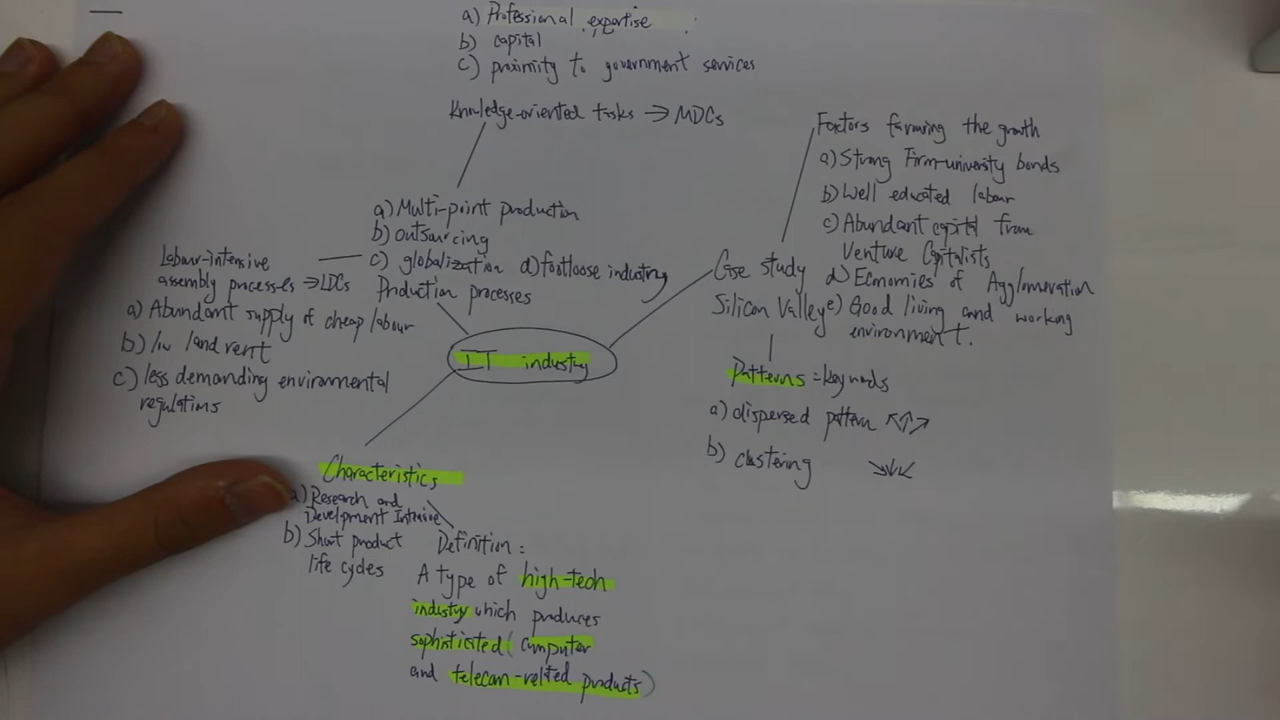 a) Professional expertise
b) capital
c) proximity to government services
Knowledge-oriented tasks → MDCs
a) Multi-point production
b) outsourcing
c) globalization d) footloose industry
Production processes
Labour-intensive
assembly processes → LDCs
a) Abundant supply of cheap labour
b) low land rent
c) less demanding environmental
regulations
IT industry
Case study
Silicon Valley
Factors favouring the growth
a) Strong Firm-university bonds
b) Well educated labour
c) Abundant capital from
Venture Capitalists
d) Economies of Agglomeration
e) Good living and working
environment.
Patterns = keywords
a) dispersed pattern ↖↑↗
b) clustering ↘↓↙
Characteristics
a) Research and
Development Intensive
b) Short product
life cycles
Definition :
A type of high-tech
industry which produces
sophisticated (computer
and telecom-related products)